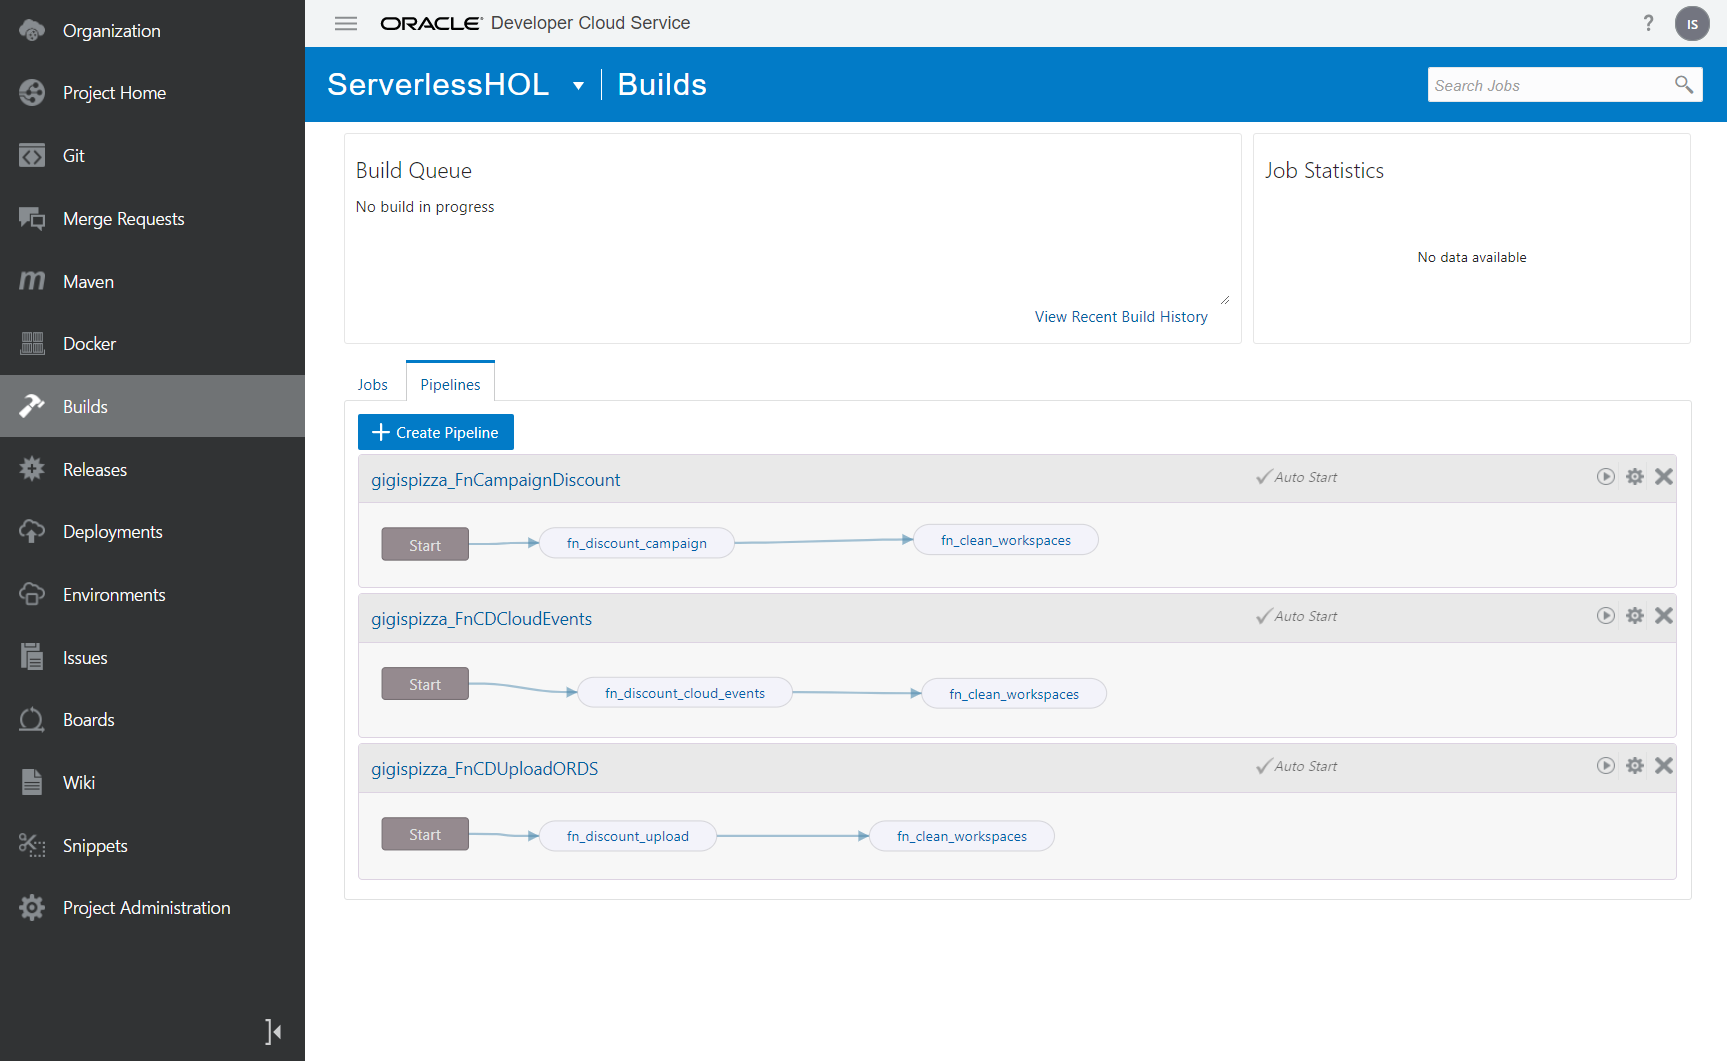 Organization
Project Home
Git
Merge Requests
Maven
Docker
Builds
Releases
Deployments
Environments
Issues
Boards
Wiki
Snippets
Project Administration
ORACLE® Developer Cloud Service
?
IS
ServerlessHOL
Builds
Search Jobs
Build Queue
No build in progress
View Recent Build History
Job Statistics
No data available
Jobs
Pipelines
Create Pipeline
gigispizza_FnCampaignDiscount
Auto Start
Start
fn_discount_campaign
fn_clean_workspaces
gigispizza_FnCDCloudEvents
Auto Start
Start
fn_discount_cloud_events
fn_clean_workspaces
gigispizza_FnCDUploadORDS
Auto Start
Start
fn_discount_upload
fn_clean_workspaces